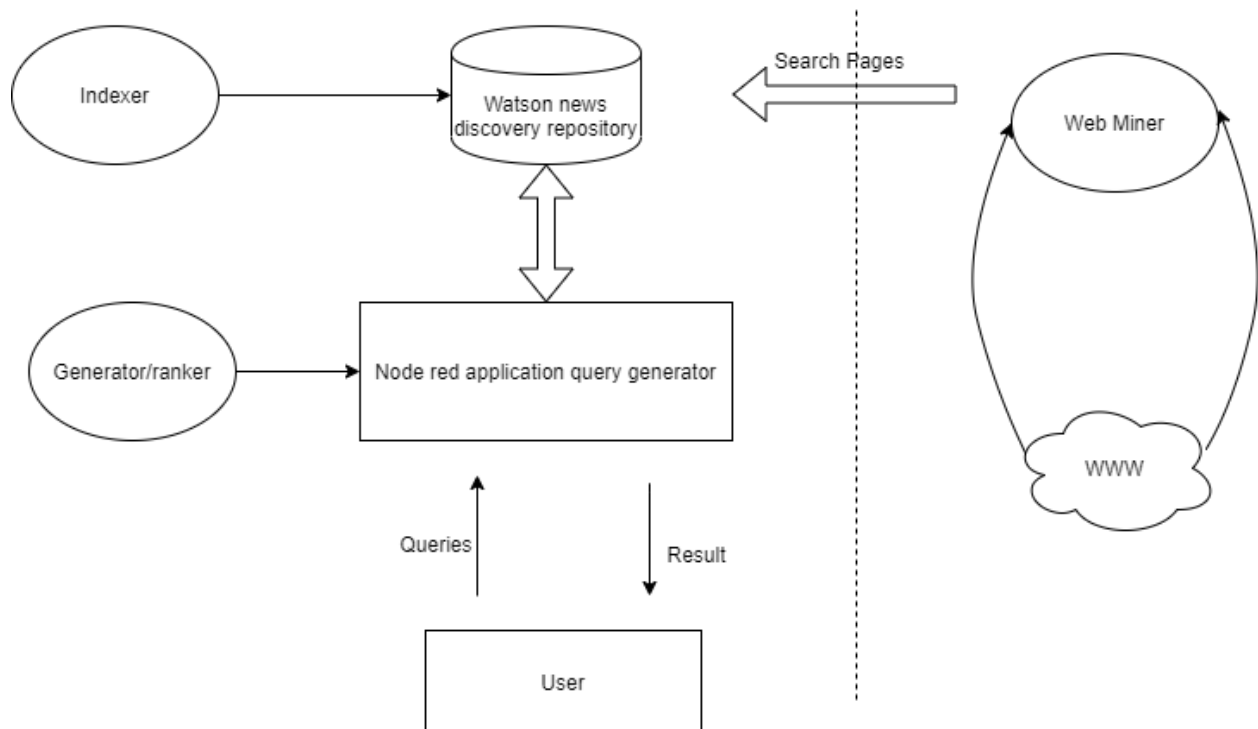 Search Pages
Indexer
Watson news
discovery repository
Web Miner
Generator/ranker
Node red application query generator
WWW
Queries
Result
User